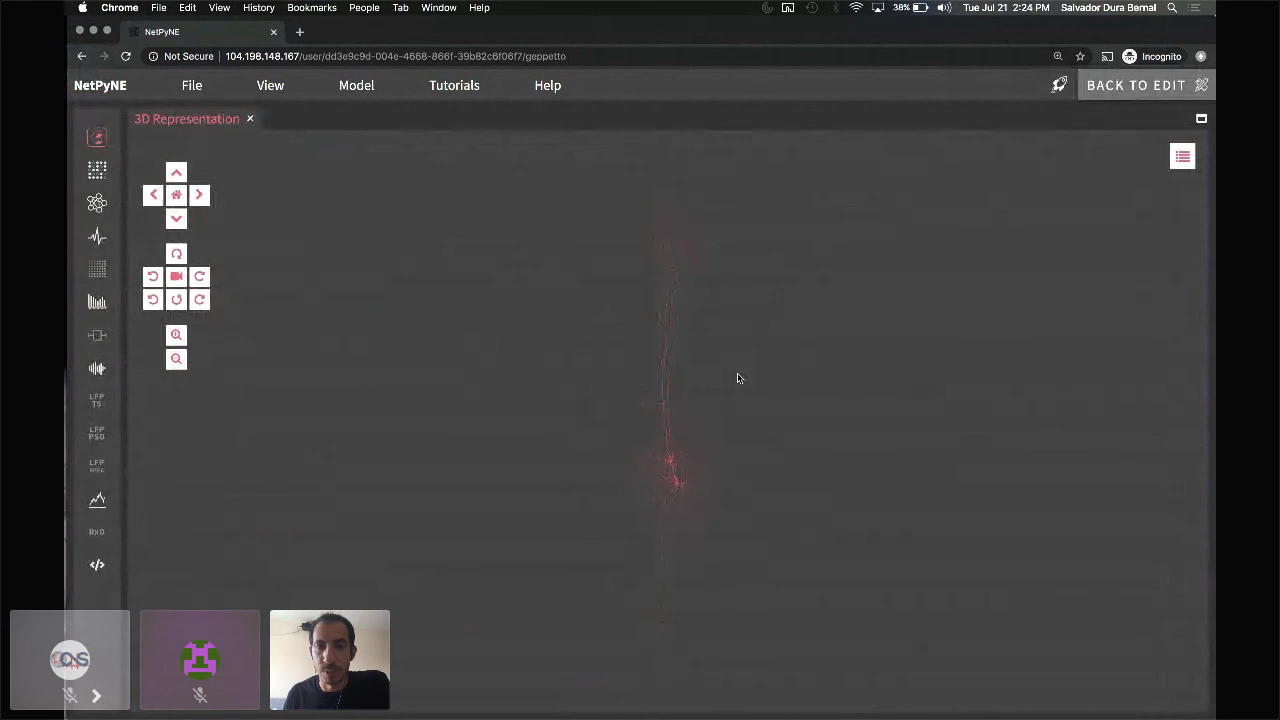 Chrome File Edit View History Bookmarks People Tab Window Help 38% Tue Jul 21 2:24 PM Salvador Dura Bernal
NetPyNE
Not Secure 104.198.148.167/user/dd3e9c9d-004e-4668-866f-39b82c6f06f7/geppetto Incognito
NetPyNE File View Model Tutorials Help BACK TO EDIT
3D Representation
LFP
TS
LFP
PSD
LFP
SPEC
RXD